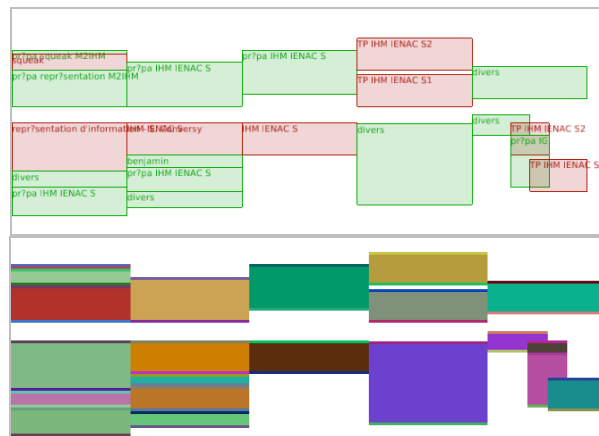 pr?pa squeak M2IHM
squeak
pr?pa repr?sentation M2IHM
pr?pa IHM IENAC S
pr?pa IHM IENAC S
TP IHM IENAC S2
TP IHM IENAC S1
divers
repr?sentation d'information
IHM IENAC S
divers
divers
TP IHM IENAC S2
pr?pa IG
benjamin
pr?pa IHM IENAC S
TP IHM IENAC S
divers
pr?pa IHM IENAC S
divers